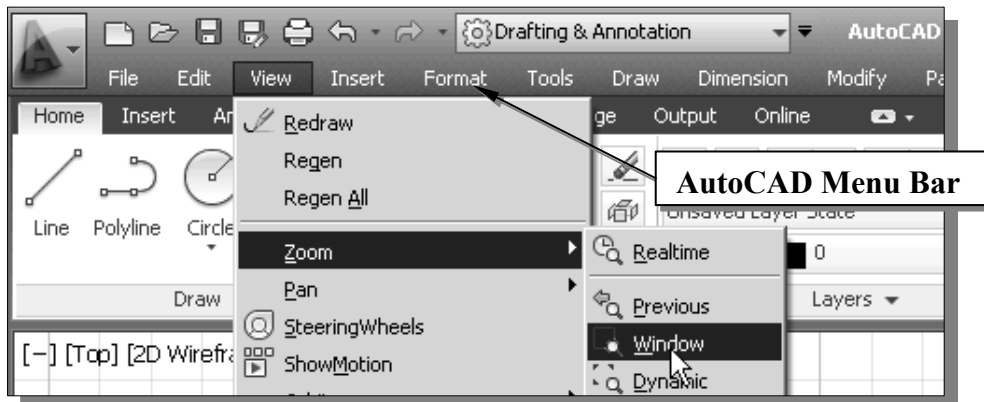 Drafting & Annotation AutoCAD
File Edit View Insert Format Tools Draw Dimension Modify
Home Insert Output Online
Redraw
Regen
Regen All
AutoCAD Menu Bar
Line Polyline Circle
Zoom
Realtime
0
Pan
Draw
Previous
Layers
SteeringWheels
[-] [Top] [2D
Window
ShowMotion
Dynamic